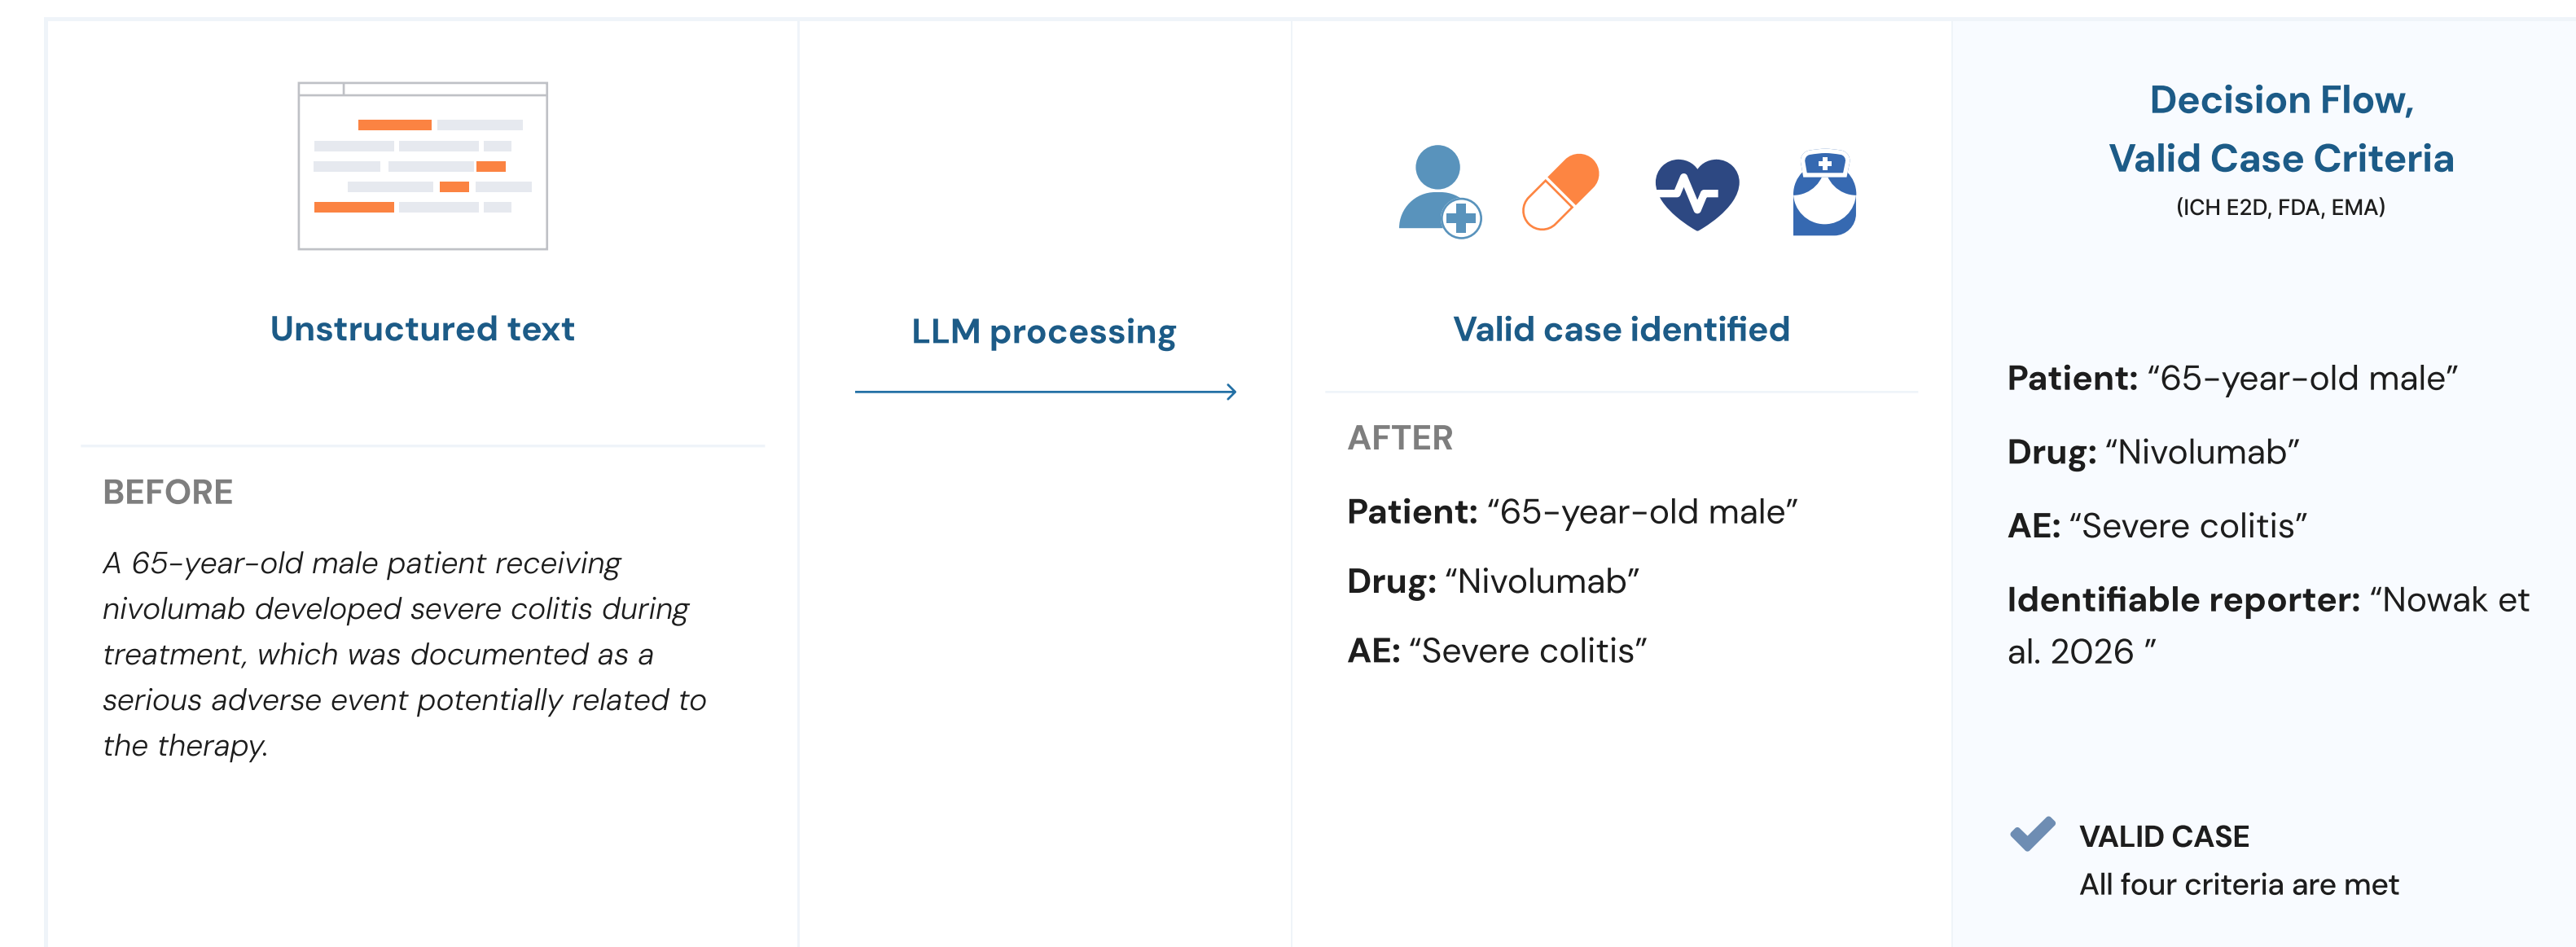 Unstructured text
BEFORE
A 65-year-old male patient receiving
nivolumab developed severe colitis during
treatment, which was documented as a
serious adverse event potentially related to
the therapy.
LLM processing
Valid case identified
AFTER
Patient: “65-year-old male”
Drug: “Nivolumab”
AE: “Severe colitis”
Decision Flow,
Valid Case Criteria
(ICH E2D, FDA, EMA)
Patient: “65-year-old male”
Drug: “Nivolumab”
AE: “Severe colitis”
Identifiable reporter: “Nowak et
al. 2026 ”
VALID CASE
All four criteria are met